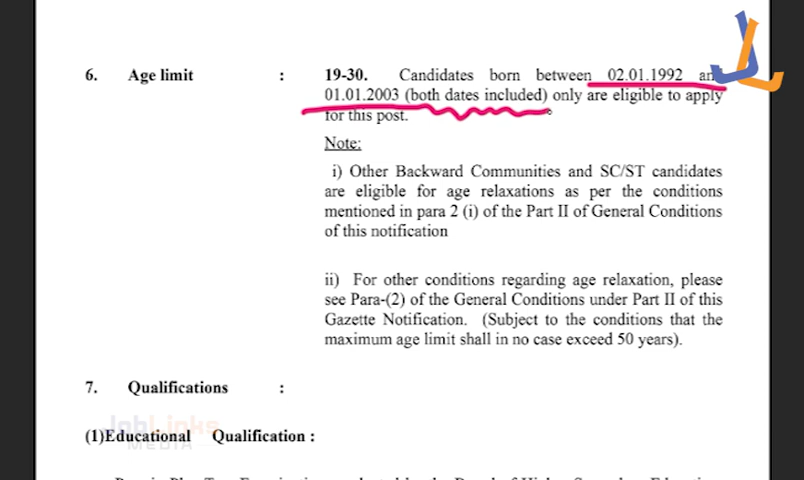 6. Age limit : 19-30. Candidates born between 02.01.1992 and
01.01.2003 (both dates included) only are eligible to apply
for this post.
Note:
i) Other Backward Communities and SC/ST candidates
are eligible for age relaxations as per the conditions
mentioned in para 2 (i) of the Part II of General Conditions
of this notification
ii) For other conditions regarding age relaxation, please
see Para-(2) of the General Conditions under Part II of this
Gazette Notification. (Subject to the conditions that the
maximum age limit shall in no case exceed 50 years).
7. Qualifications :
JobLinks
MEDIA
(1)Educational Qualification :